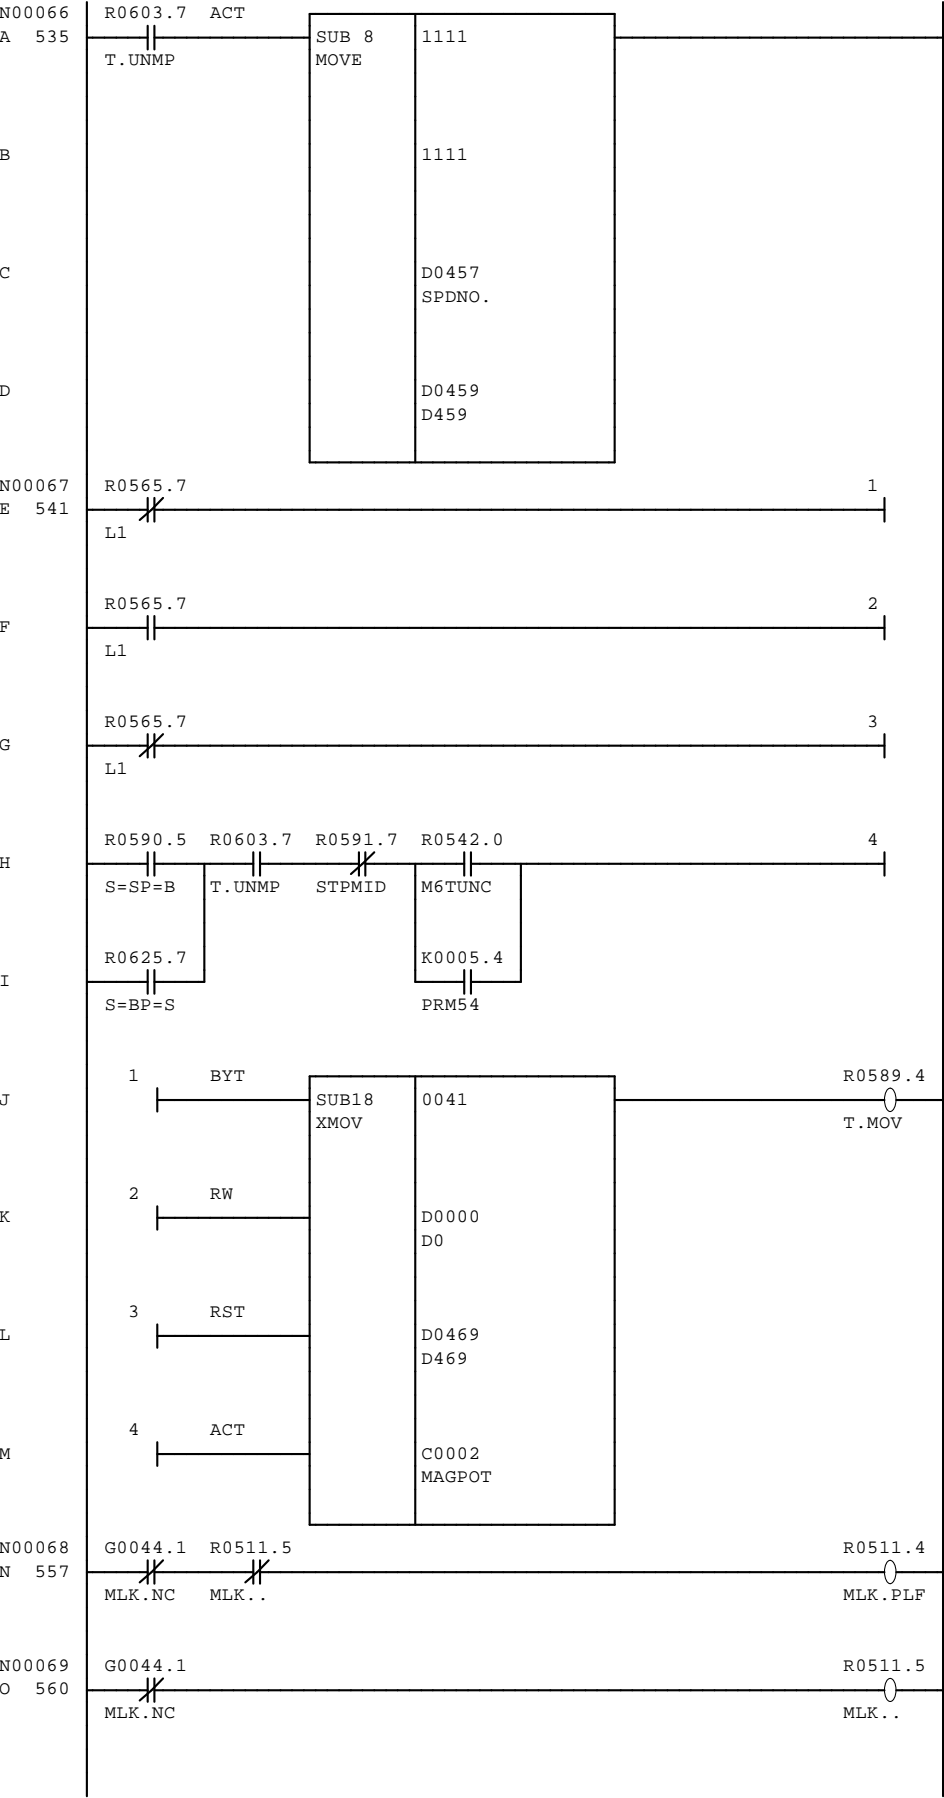 N00066 R0603.7 ACT
A 535 SUB 8 1111
T.UNMP MOVE
B 1111
C D0457
SPDNO.
D D0459
D459
N00067 R0565.7 1
E 541
L1
R0565.7 2
F
L1
R0565.7 3
G
L1
R0590.5 R0603.7 R0591.7 R0542.0 4
H
S=SP=B T.UNMP STPMID M6TUNC
R0625.7 K0005.4
I
S=BP=S PRM54
1 BYT R0589.4
J SUB18 0041
XMOV T.MOV
2 RW
K D0000
D0
3 RST
L D0469
D469
4 ACT
M C0002
MAGPOT
N00068 G0044.1 R0511.5 R0511.4
N 557
MLK.NC MLK.. MLK.PLF
N00069 G0044.1 R0511.5
O 560
MLK.NC MLK..